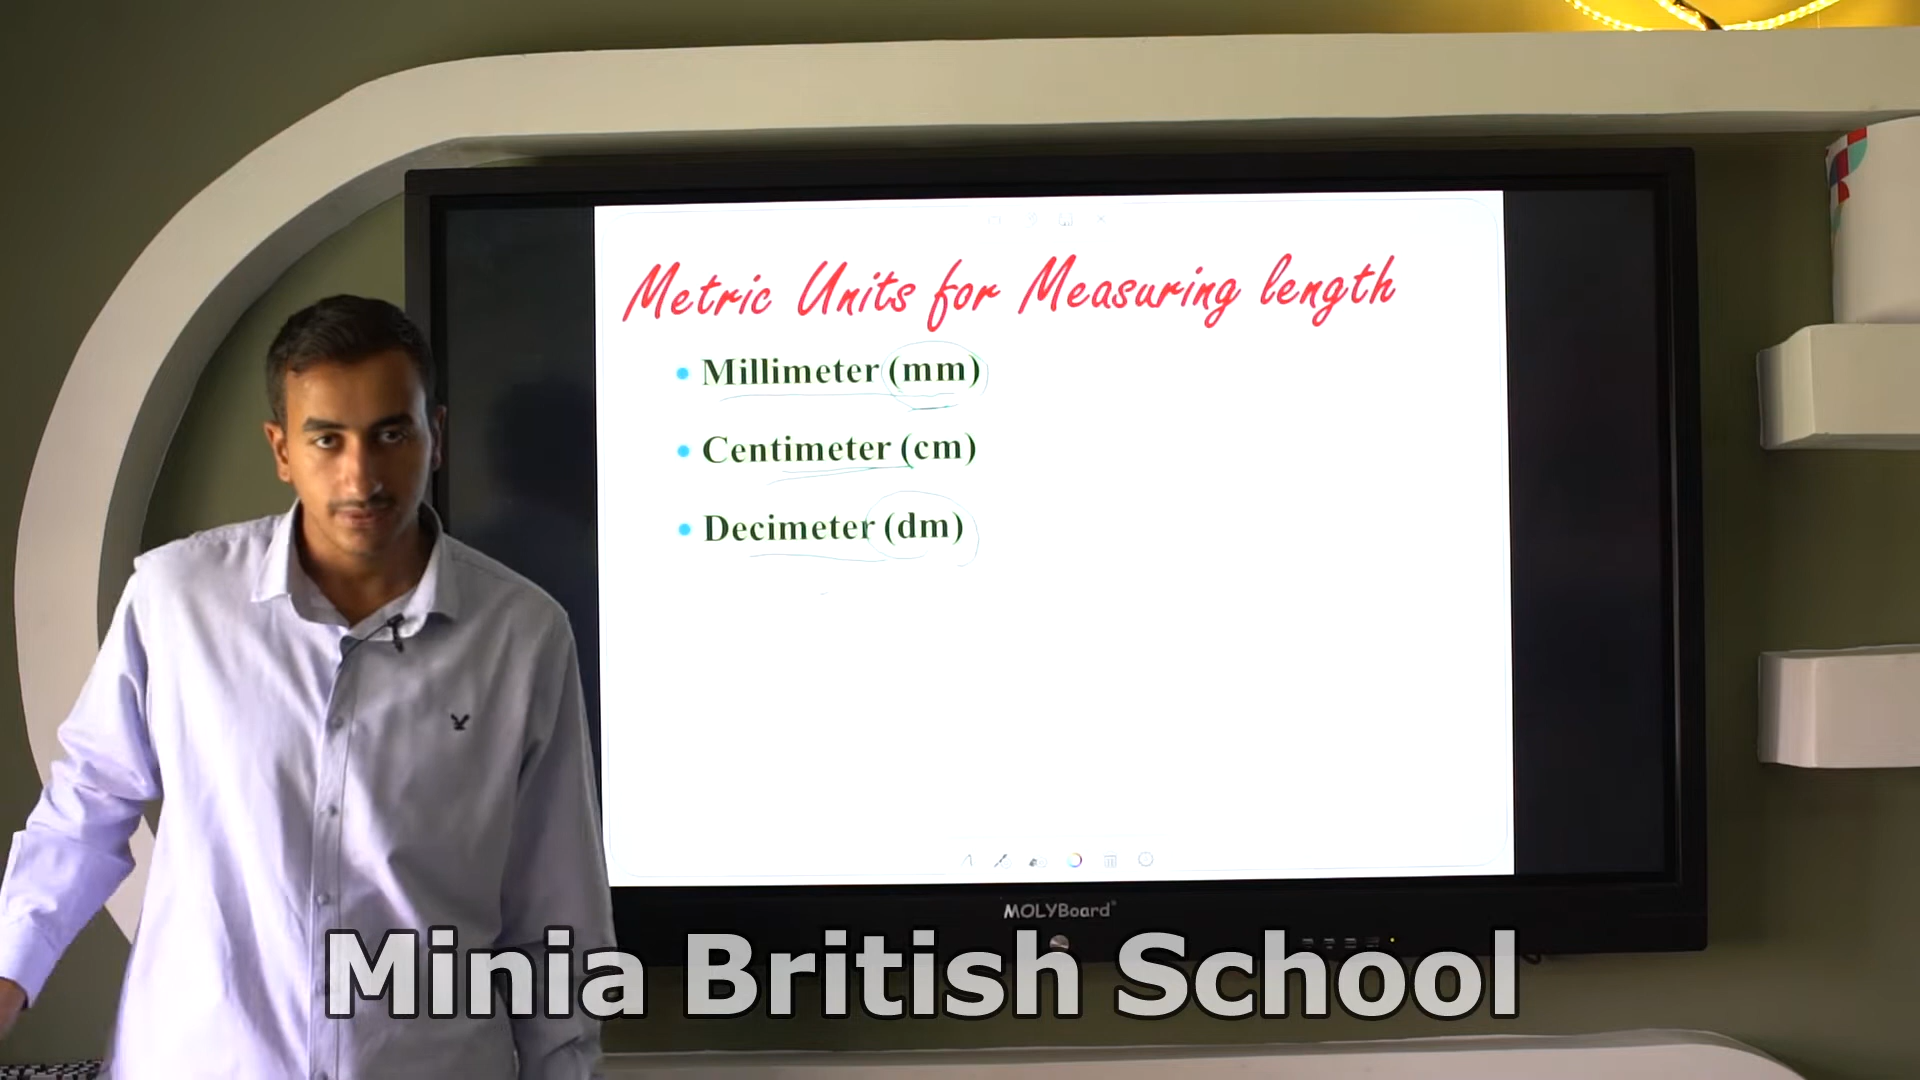 Metric Units for Measuring length
• Millimeter (mm)
• Centimeter (cm)
• Decimeter (dm)
MOLYBoard
Minia British School